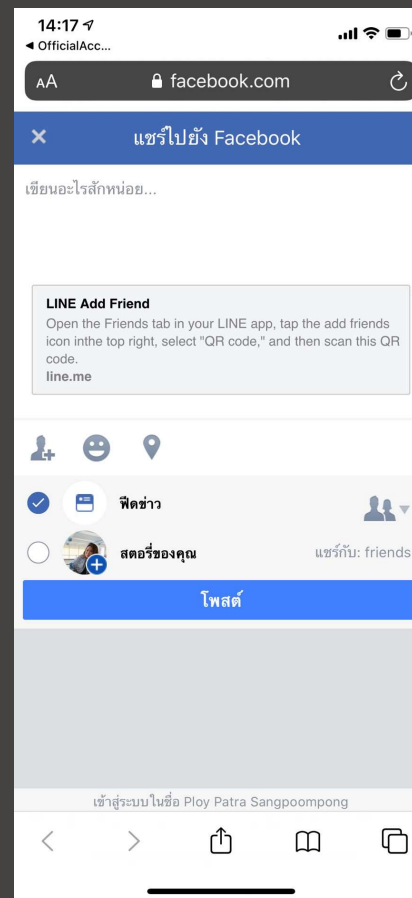 14:17
◀ OfficialAcc...
AA facebook.com
แชร์ไปยัง Facebook
เขียนอะไรสักหน่อย...
LINE Add Friend
Open the Friends tab in your LINE app, tap the add friends
icon inthe top right, select "QR code," and then scan this QR
code.
line.me
ฟีดข่าว
สตอรี่ของคุณ แชร์กับ: friends
โพสต์
เข้าสู่ระบบในชื่อ Ploy Patra Sangpoompong